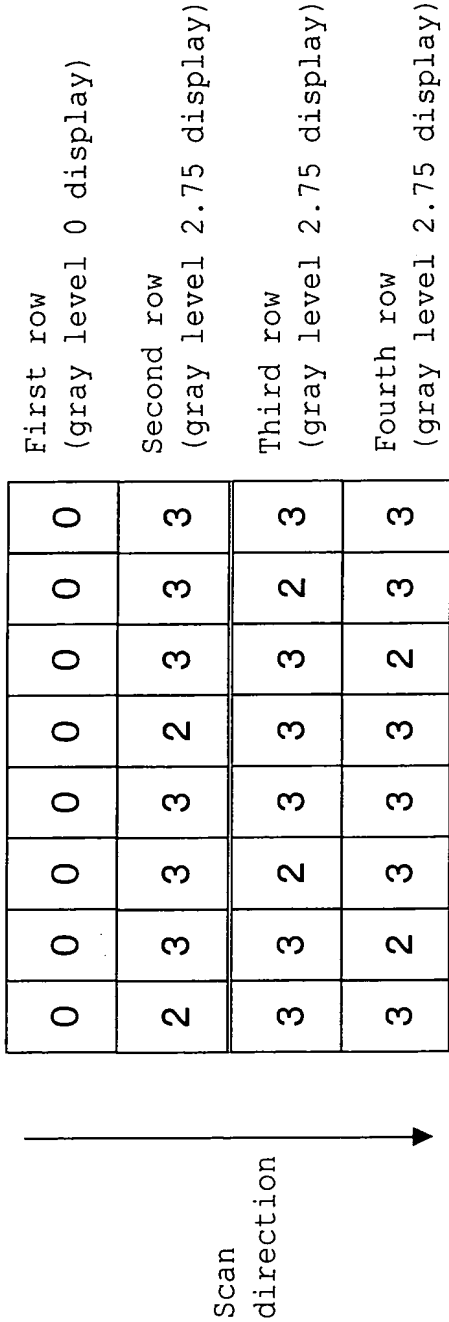 Scan
direction
0 0 0 0 0 0 0 0
First row
(gray level 0 display)
2 3 3 3 2 3 3 3
Second row
(gray level 2.75 display)
3 3 2 3 3 3 2 3
Third row
(gray level 2.75 display)
3 2 3 3 3 2 3 3
Fourth row
(gray level 2.75 display)